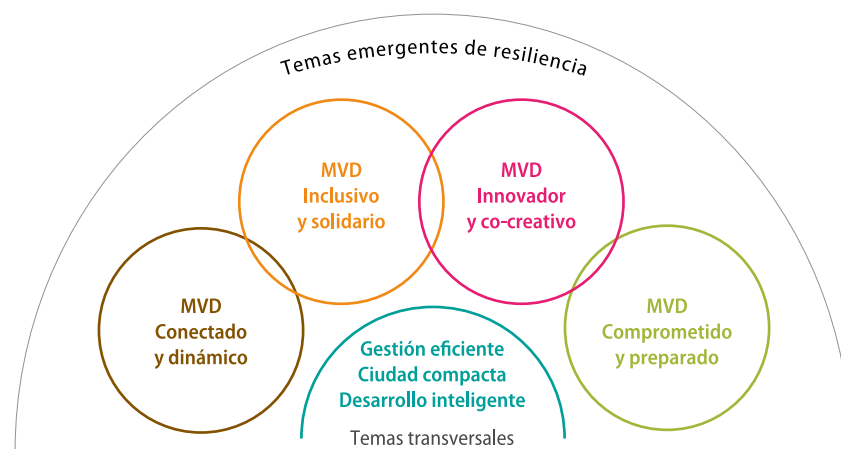 Temas emergentes de resiliencia
MVD
Inclusivo
y solidario
MVD
Innovador
y co-creativo
MVD
Conectado
y dinámico
MVD
Comprometido
y preparado
Gestión eficiente
Ciudad compacta
Desarrollo inteligente
Temas transversales